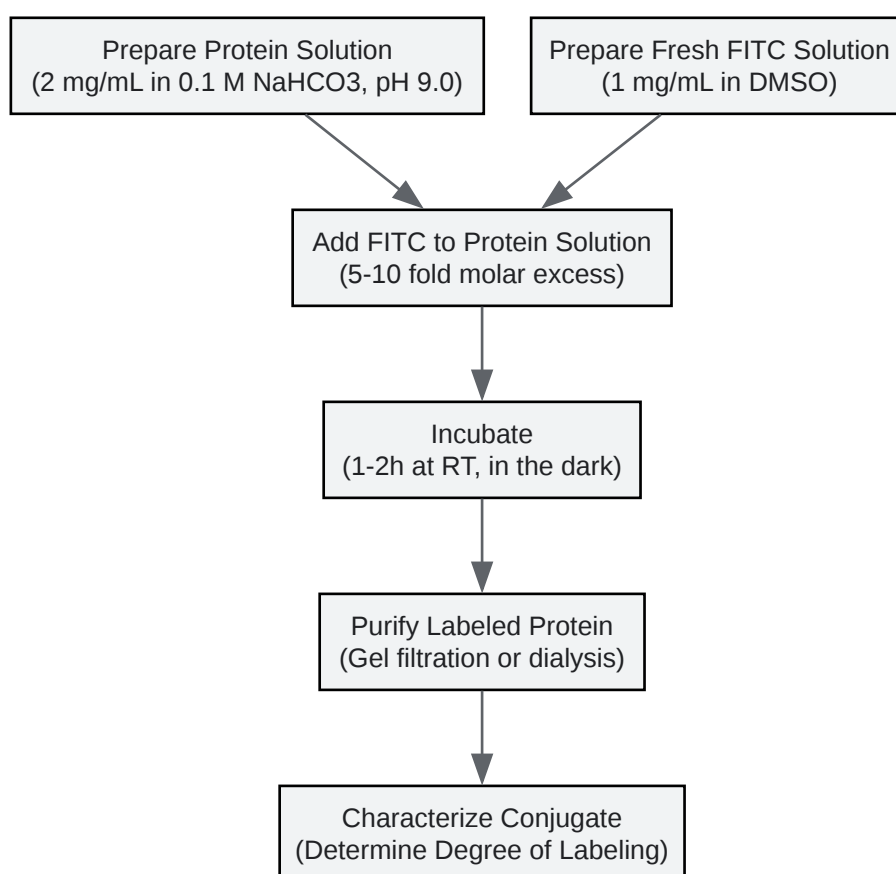 Prepare Protein Solution
(2 mg/mL in 0.1 M NaHCO3, pH 9.0)
Prepare Fresh FITC Solution
(1 mg/mL in DMSO)
Add FITC to Protein Solution
(5-10 fold molar excess)
Incubate
(1-2h at RT, in the dark)
Purify Labeled Protein
(Gel filtration or dialysis)
Characterize Conjugate
(Determine Degree of Labeling)